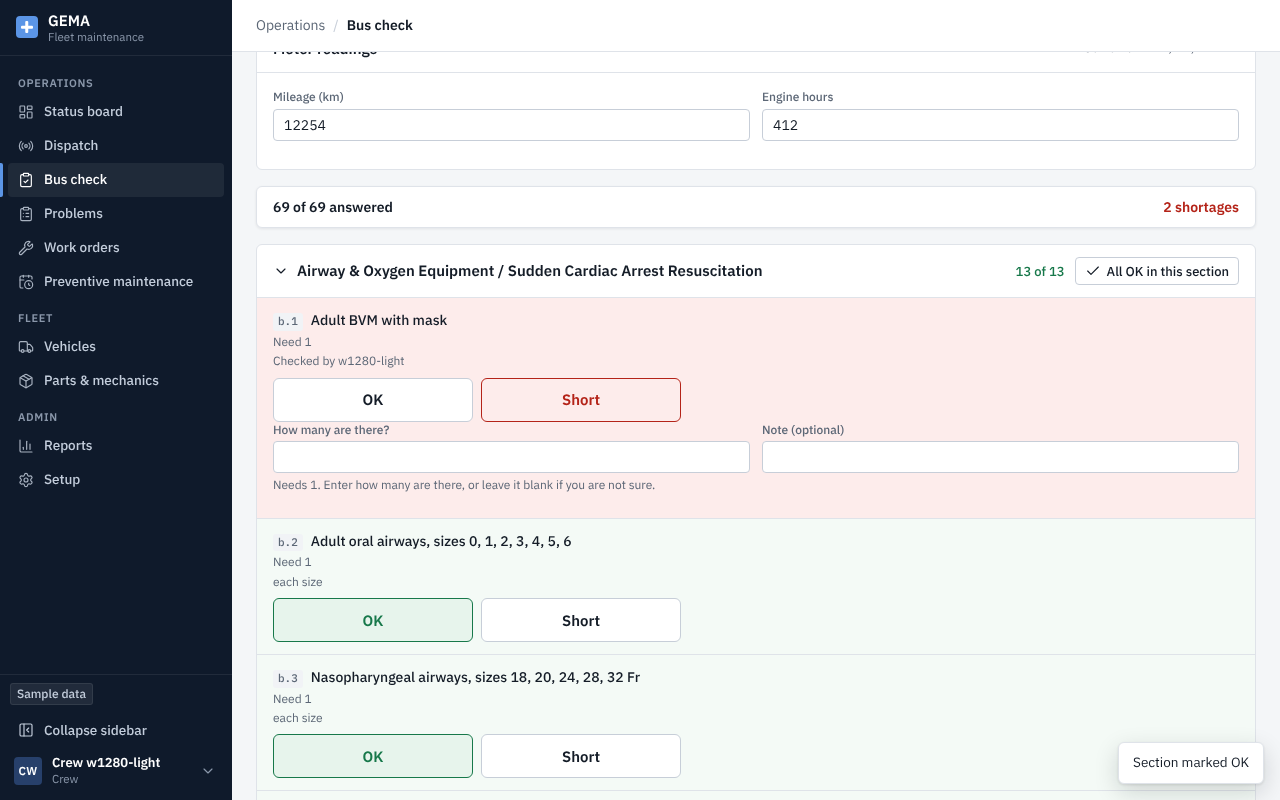 GEMA
Fleet maintenance
OPERATIONS
Status board
Dispatch
Bus check
Problems
Work orders
Preventive maintenance
FLEET
Vehicles
Parts & mechanics
ADMIN
Reports
Setup
Sample data
Collapse sidebar
CW
Crew w1280-light
Crew
Operations / Bus check
Motor readings
Mileage (km)
Engine hours
12254
412
69 of 69 answered
2 shortages
Airway & Oxygen Equipment / Sudden Cardiac Arrest Resuscitation
13 of 13
All OK in this section
b.1 Adult BVM with mask
Need 1
Checked by w1280-light
OK
Short
How many are there?
Note (optional)
Needs 1. Enter how many are there, or leave it blank if you are not sure.
b.2 Adult oral airways, sizes 0, 1, 2, 3, 4, 5, 6
Need 1
each size
OK
Short
b.3 Nasopharyngeal airways, sizes 18, 20, 24, 28, 32 Fr
Need 1
each size
OK
Short
Section marked OK